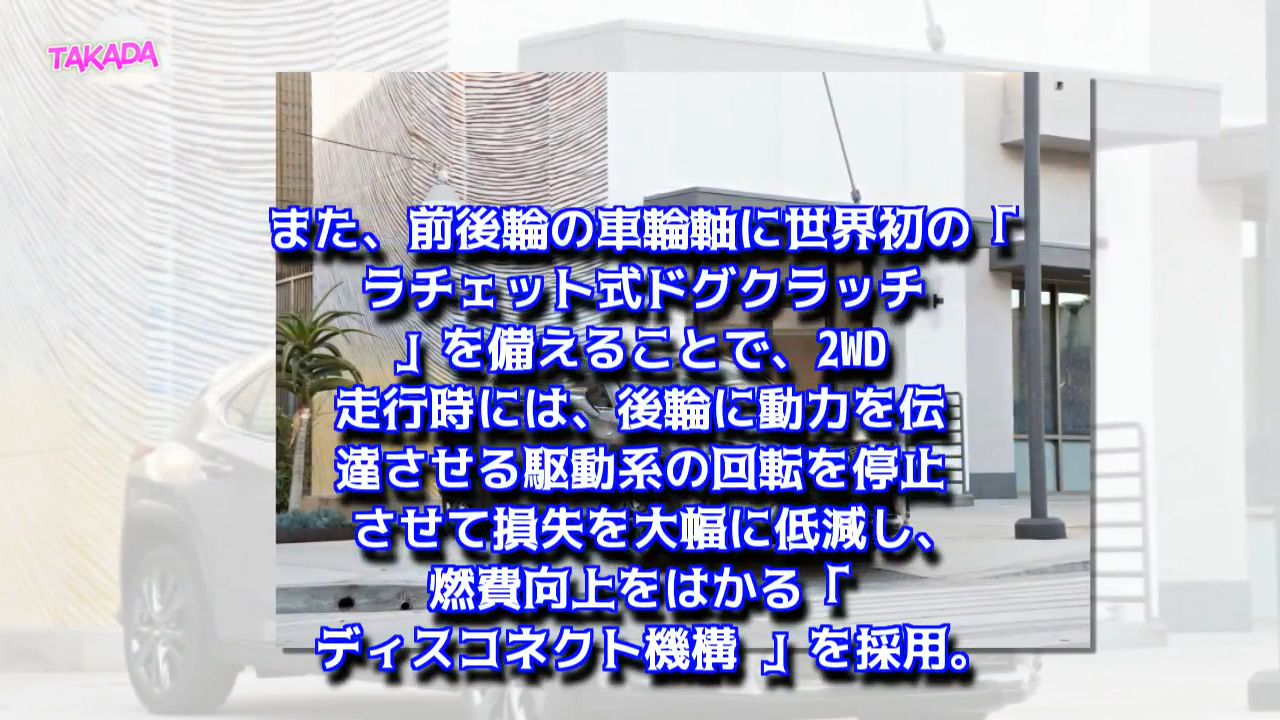 TAKADA
また、前後輪の車輪軸に世界初の「
ラチェット式ドグクラッチ
」を備えることで、2WD
走行時には、後輪に動力を伝
達させる駆動系の回転を停止
させて損失を大幅に低減し、
燃費向上をはかる「
ディスコネクト機構 」を採用。